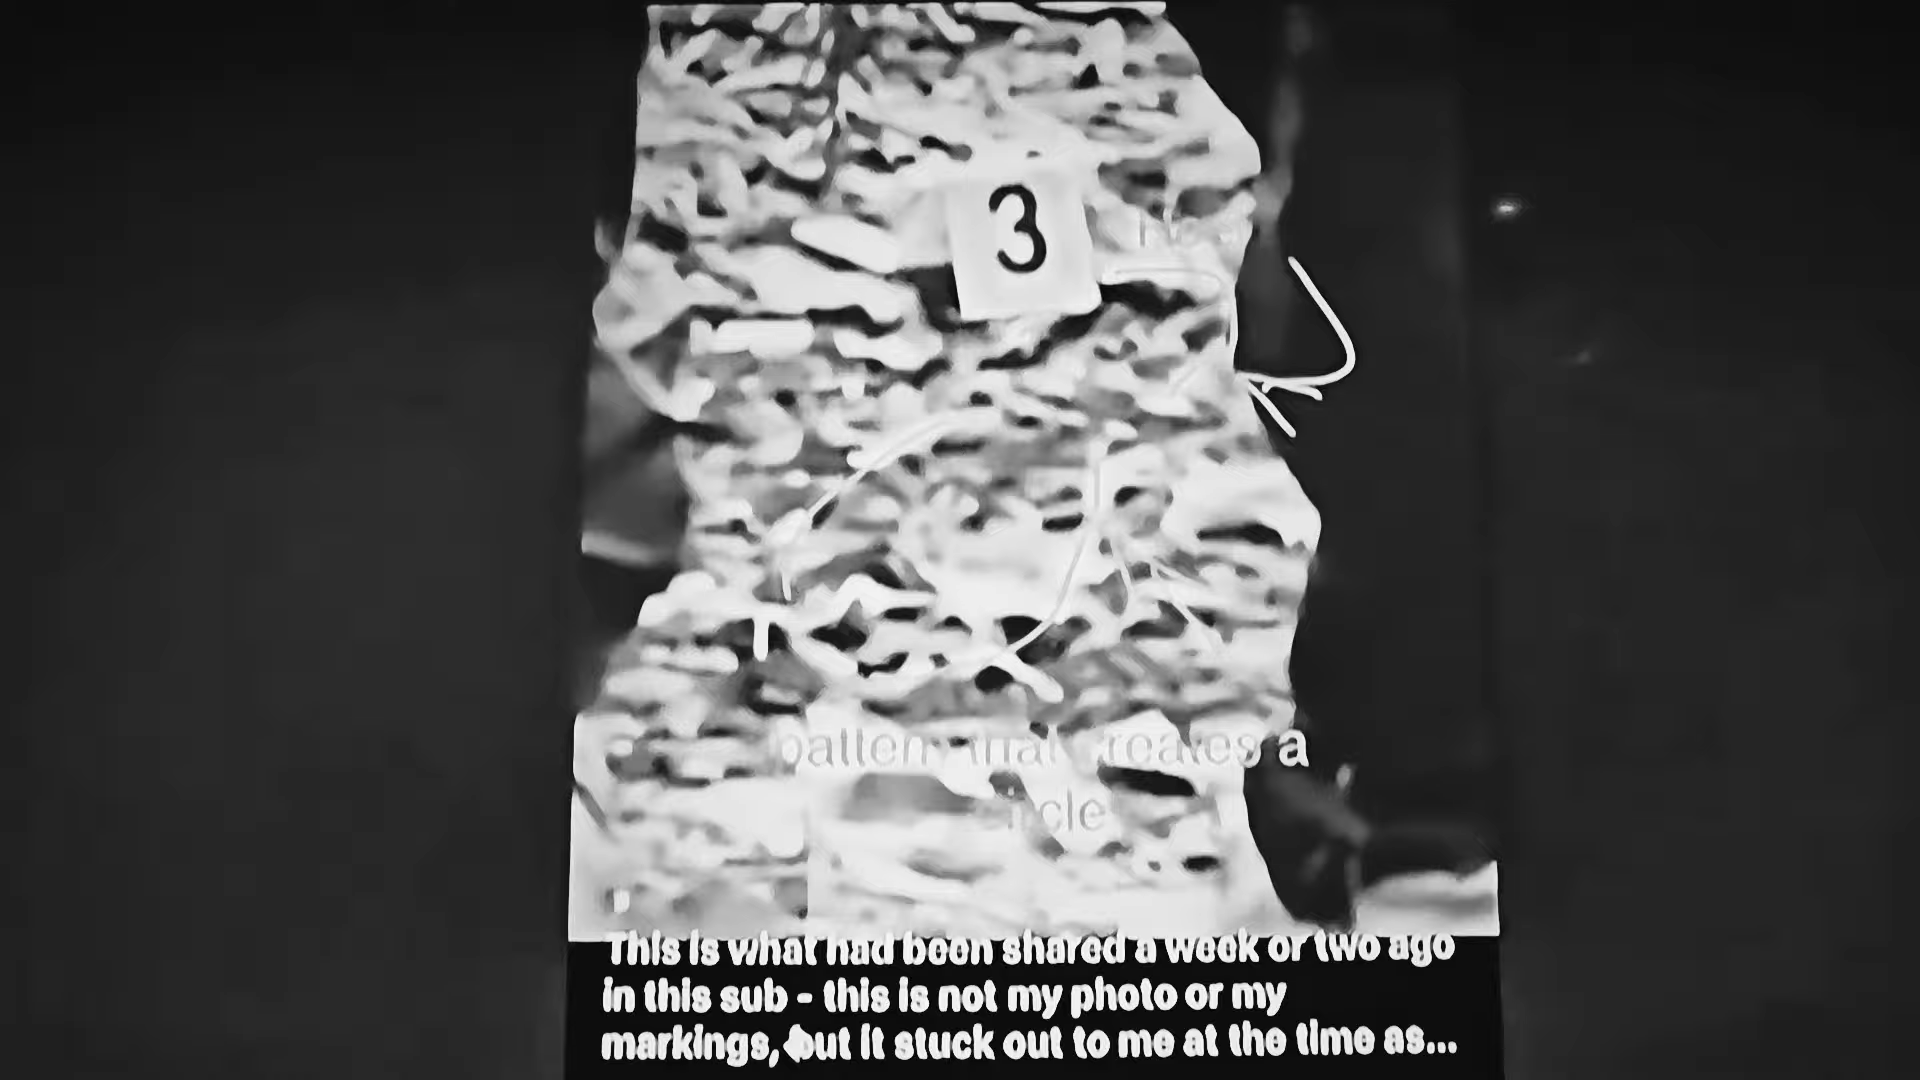 3
pattern that creates a
circle
This is what had been shared a week or two ago
in this sub - this is not my photo or my
markings, but it stuck out to me at the time as...